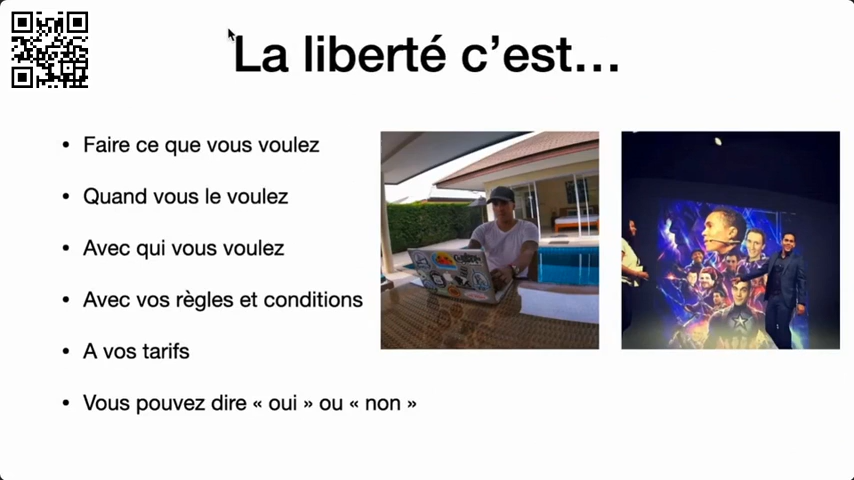 La liberté c’est…
• Faire ce que vous voulez
• Quand vous le voulez
• Avec qui vous voulez
• Avec vos règles et conditions
• A vos tarifs
• Vous pouvez dire « oui » ou « non »